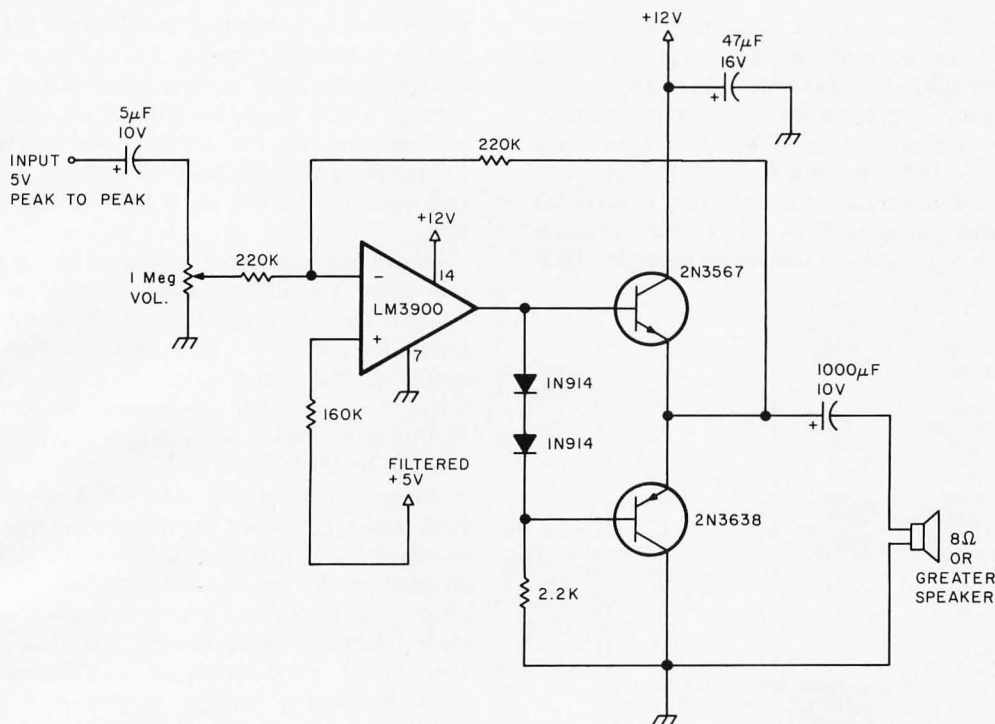 +12V
47µF
16V
+
5µF
10V
+
INPUT
5V
PEAK TO PEAK
220K
+12V
220K
1 Meg
VOL.
−
14
LM3900
+
7
2N3567
1000µF
10V
+
160K
1N914
1N914
FILTERED
+5V
2N3638
8Ω
OR
GREATER
SPEAKER
2.2K